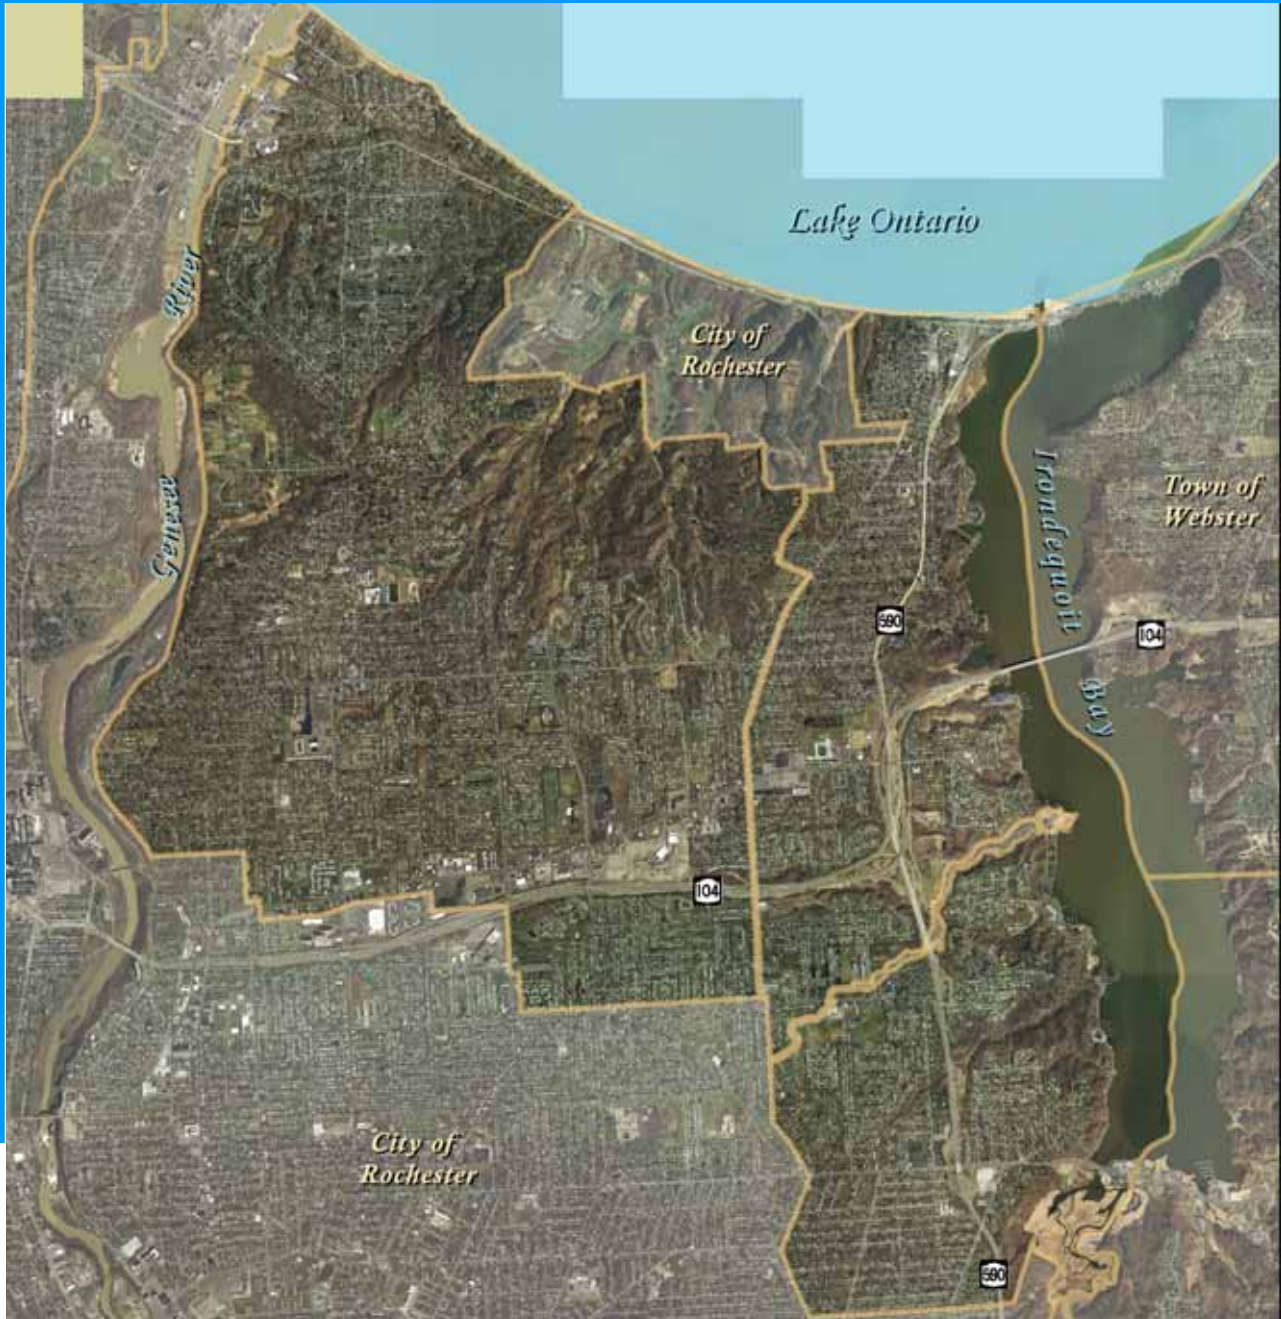 Lake Ontario
River
City of
Rochester
Genesee
Irondequoit
Bay
Town of
Webster
590
104
104
City of
Rochester
590